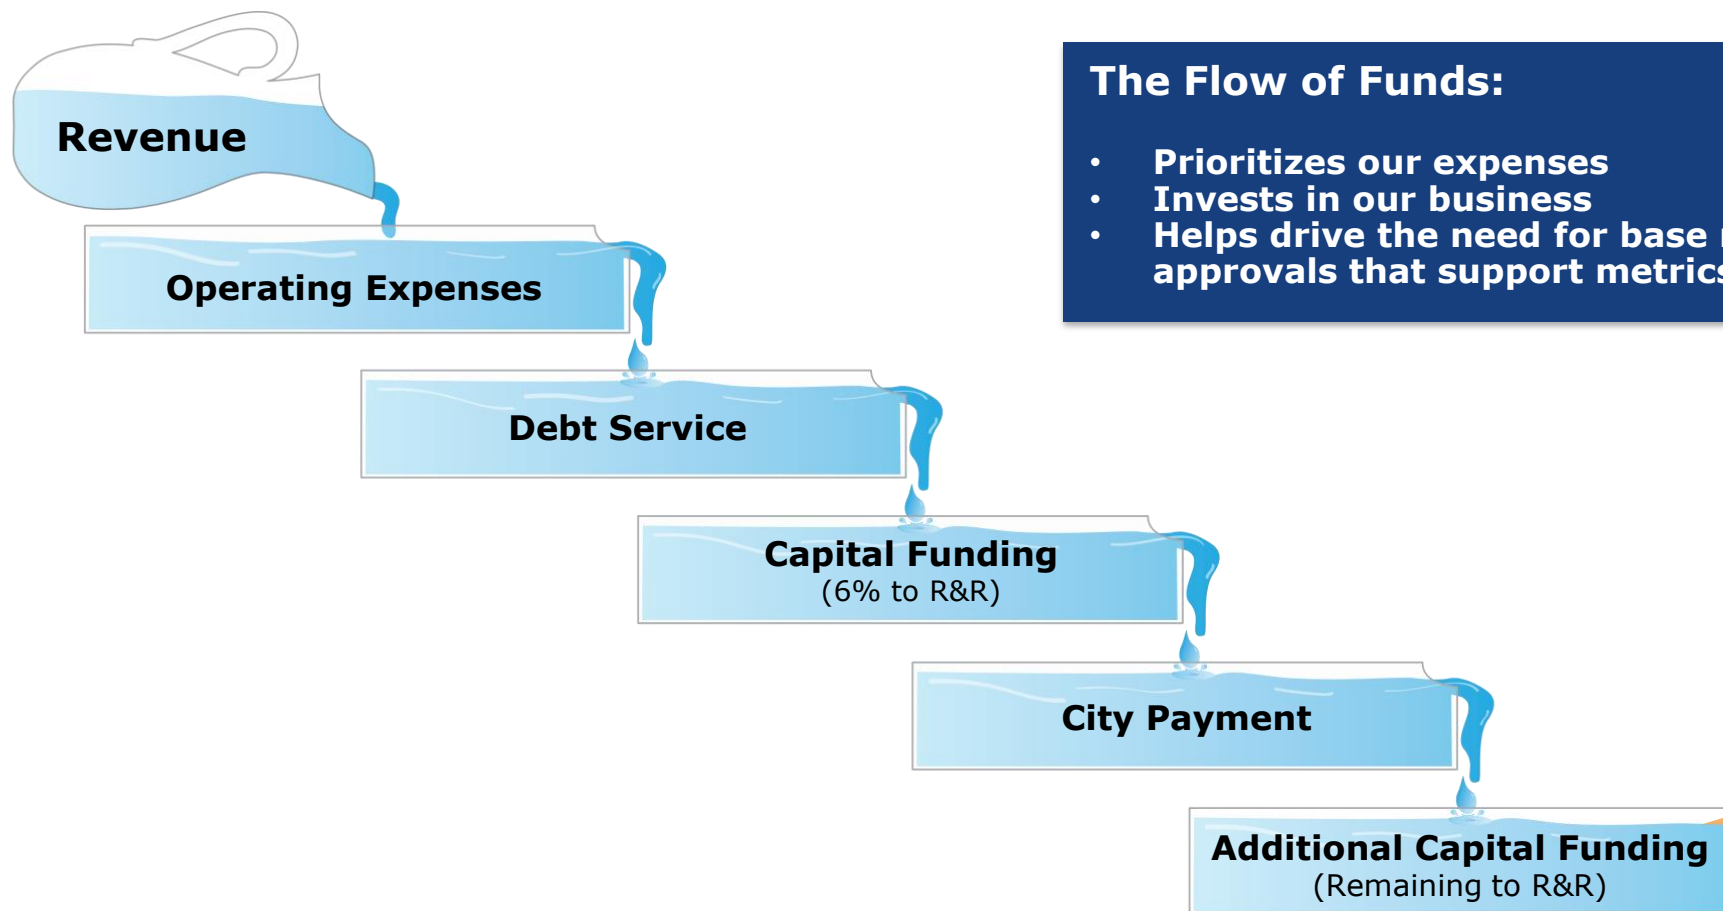 Revenue
The Flow of Funds:
• Prioritizes our expenses
• Invests in our business
• Helps drive the need for base
approvals that support metrics
Operating Expenses
Debt Service
Capital Funding
(6% to R&R)
City Payment
Additional Capital Funding
(Remaining to R&R)